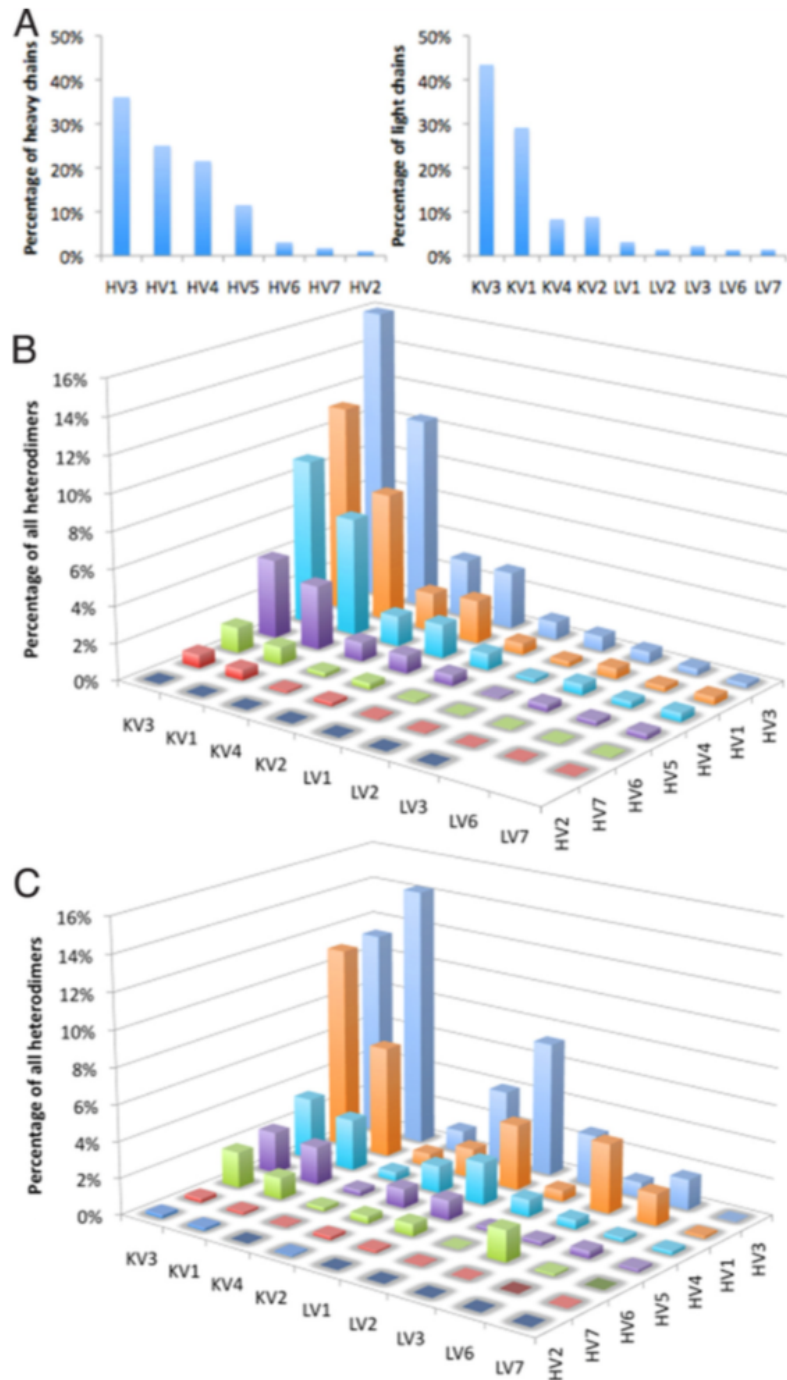 A
Percentage of heavy chains
50%
40%
30%
20%
10%
0%
HV3 HV1 HV4 HV5 HV6 HV7 HV2
Percentage of light chains
50%
40%
30%
20%
10%
0%
KV3 KV1 KV4 KV2 LV1 LV2 LV3 LV6 LV7
B
Percentage of all heterodimers
16%
14%
12%
10%
8%
6%
4%
2%
0%
KV3
KV1
KV4
KV2
LV1
LV2
LV3
LV6
LV7
HV2
HV7
HV6
HV5
HV4
HV1
HV3
C
Percentage of all heterodimers
16%
14%
12%
10%
8%
6%
4%
2%
0%
KV3
KV1
KV4
KV2
LV1
LV2
LV3
LV6
LV7
HV2
HV7
HV6
HV5
HV4
HV1
HV3